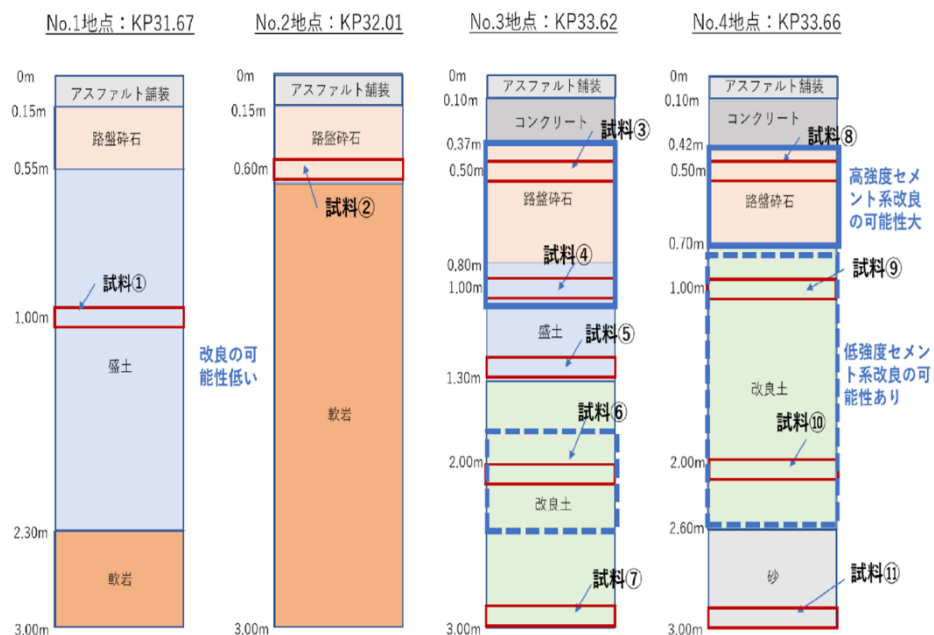 No.1地点：KP31.67
0m
アスファルト舗装
0.15m
路盤砕石
0.55m
試料①
1.00m
盛土
改良の可
能性低い
2.30m
軟岩
3.00m
No.2地点：KP32.01
0m
アスファルト舗装
0.15m
路盤砕石
0.60m
試料②
軟岩
3.00m
No.3地点：KP33.62
0m
アスファルト舗装
0.10m
コンクリート
試料③
0.37m
0.50m
路盤砕石
試料④
0.80m
1.00m
盛土
試料⑤
1.30m
試料⑥
2.00m
改良土
試料⑦
3.00m
No.4地点：KP33.66
0m
アスファルト舗装
0.10m
コンクリート
試料⑧
0.42m
0.50m
高強度セメ
ント系改良
の可能性大
路盤砕石
0.70m
試料⑨
1.00m
低強度セメン
ト系改良の可
能性あり
改良土
試料⑩
2.00m
2.60m
砂
試料⑪
3.00m